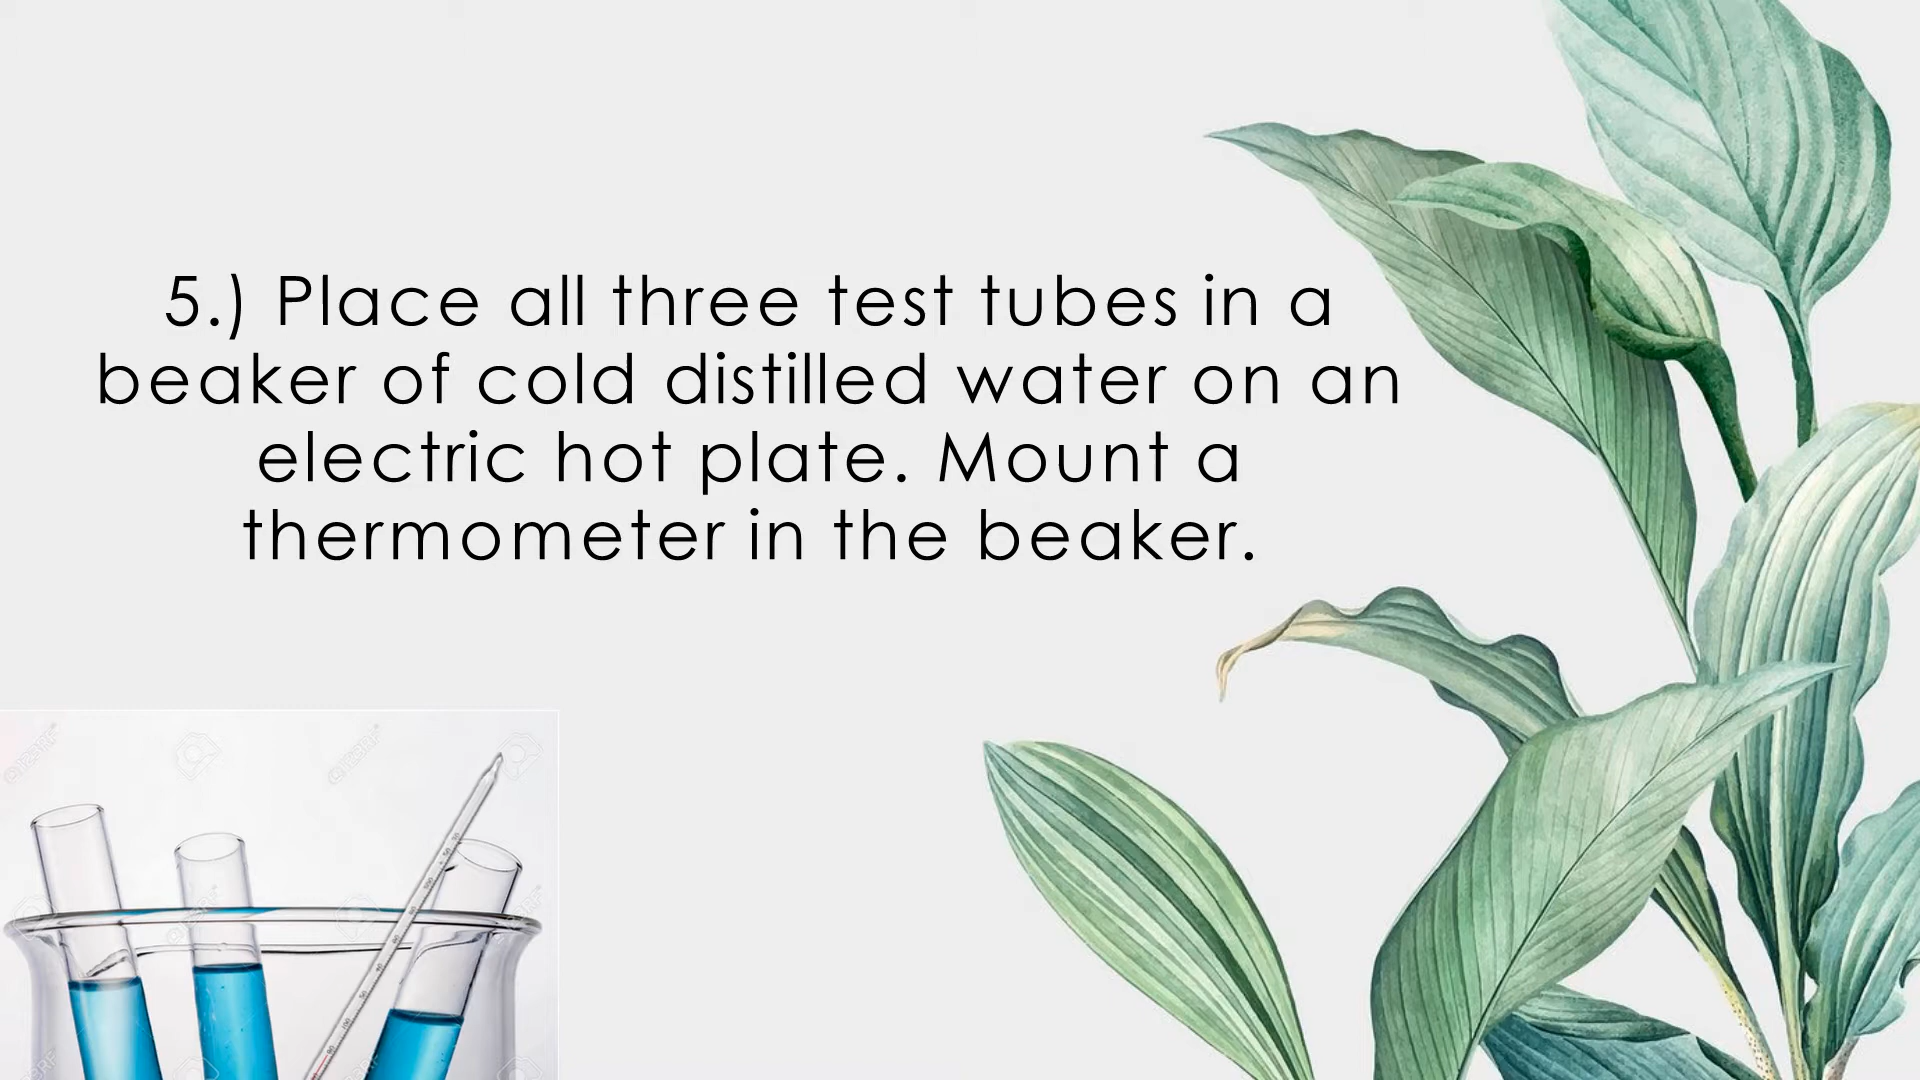 5.) Place all three test tubes in a
beaker of cold distilled water on an
electric hot plate. Mount a
thermometer in the beaker.